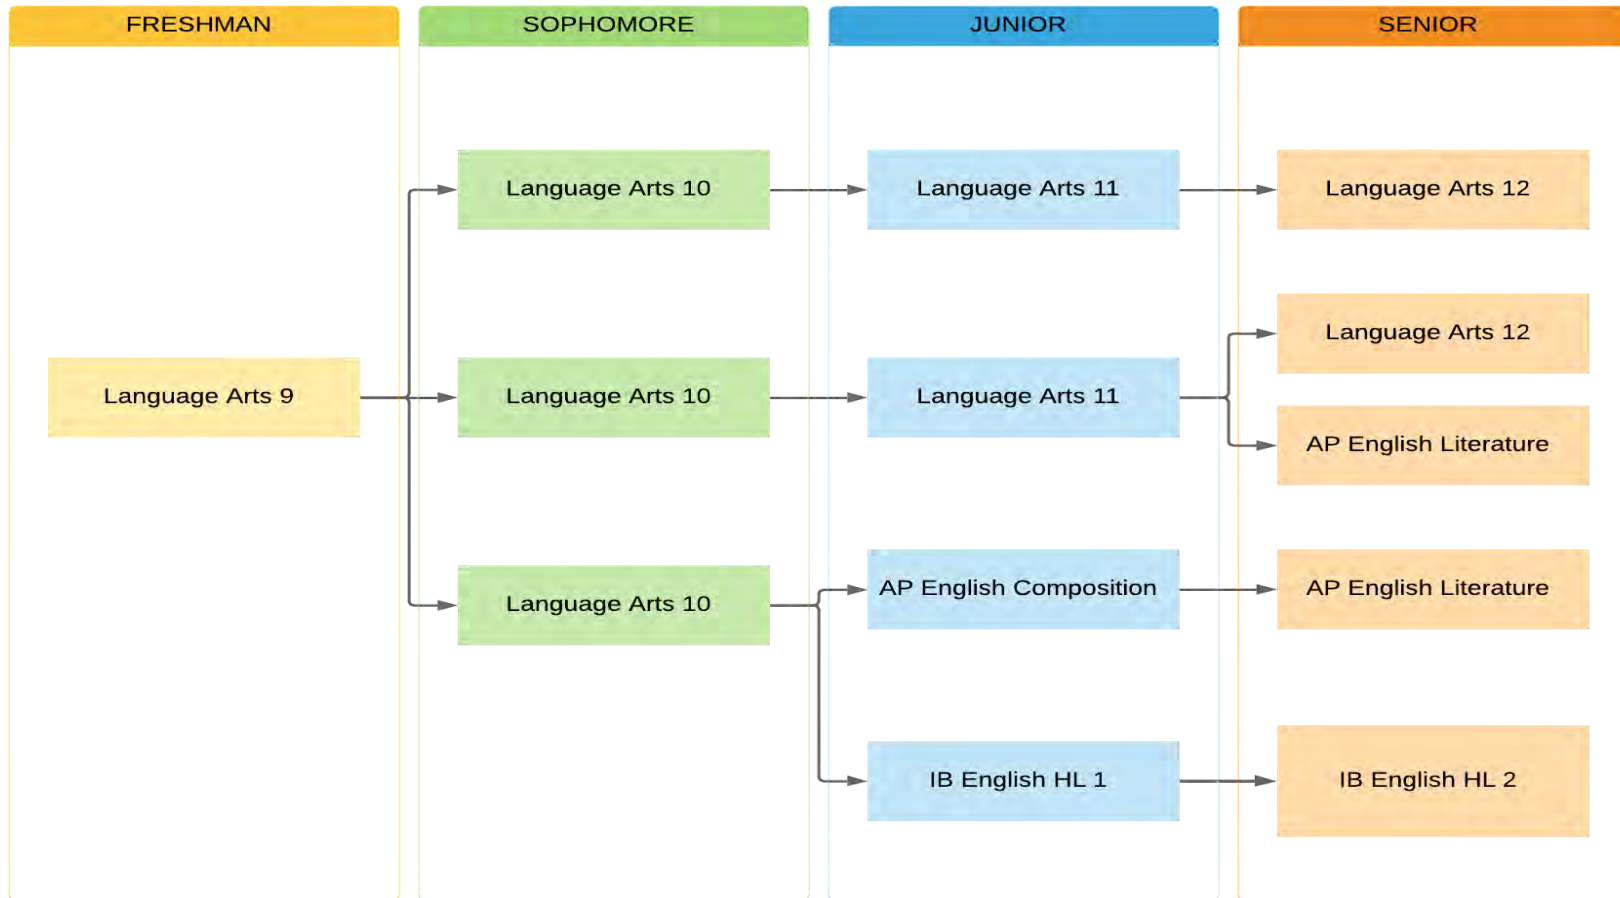 FRESHMAN
SOPHOMORE
JUNIOR
SENIOR
Language Arts 10
Language Arts 11
Language Arts 12
Language Arts 12
Language Arts 9
Language Arts 10
Language Arts 11
AP English Literature
Language Arts 10
AP English Composition
AP English Literature
IB English HL 1
IB English HL 2